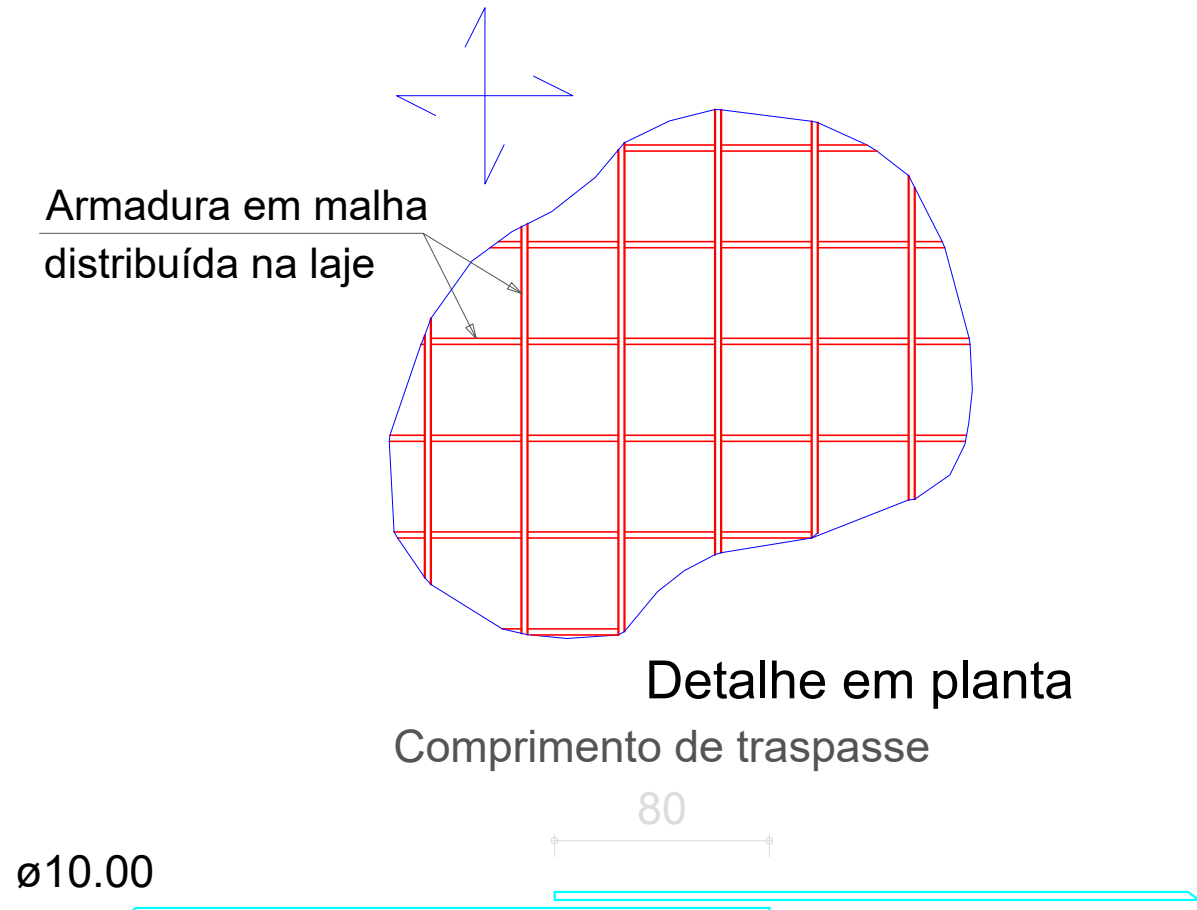 Armadura em malha
distribuída na laje
Detalhe em planta
Comprimento de traspasse
80
ø10.00